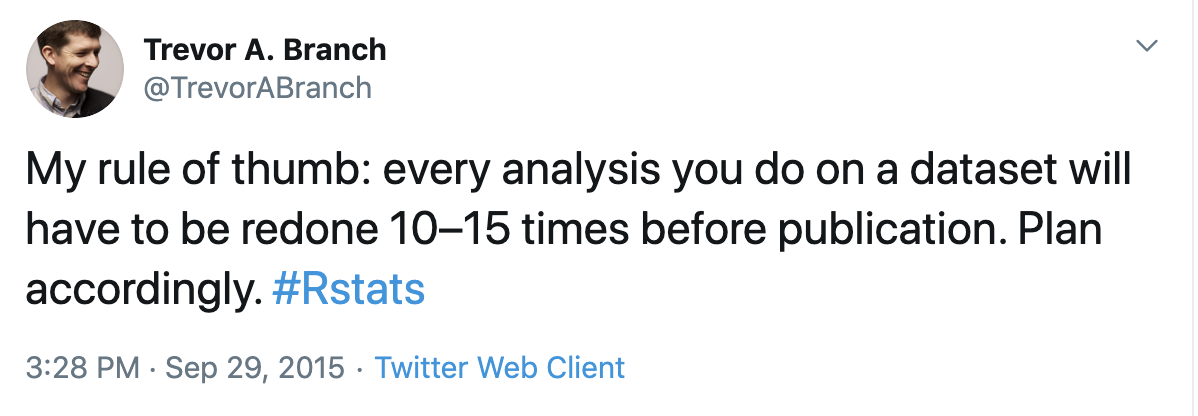 Trevor A. Branch
@TrevorABranch
My rule of thumb: every analysis you do on a dataset will
have to be redone 10–15 times before publication. Plan
accordingly. #Rstats
3:28 PM · Sep 29, 2015 · Twitter Web Client